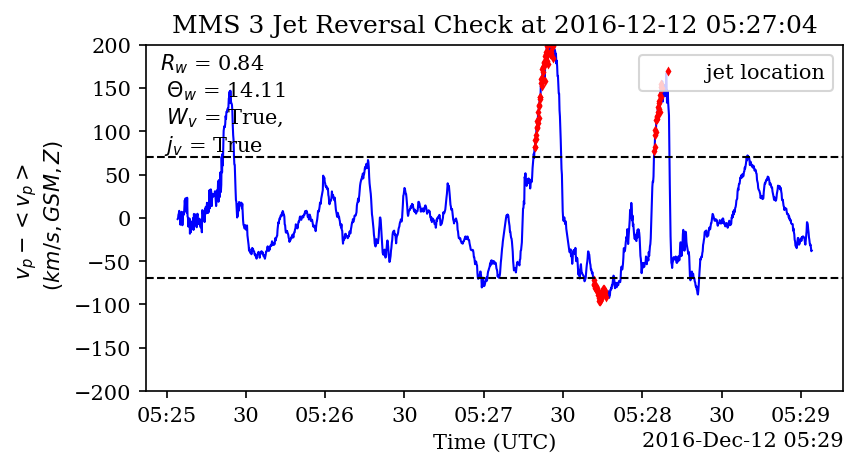 MMS 3 Jet Reversal Check at 2016-12-12 05:27:04
R_w = 0.84
Θ_w = 14.11
W_v = True,
j_v = True
jet location
v_p − < v_p >
(km/s, GSM, Z)
200
150
100
50
0
−50
−100
−150
−200
05:25 30 05:26 30 05:27 30 05:28 30 05:29
Time (UTC)
2016-Dec-12 05:29